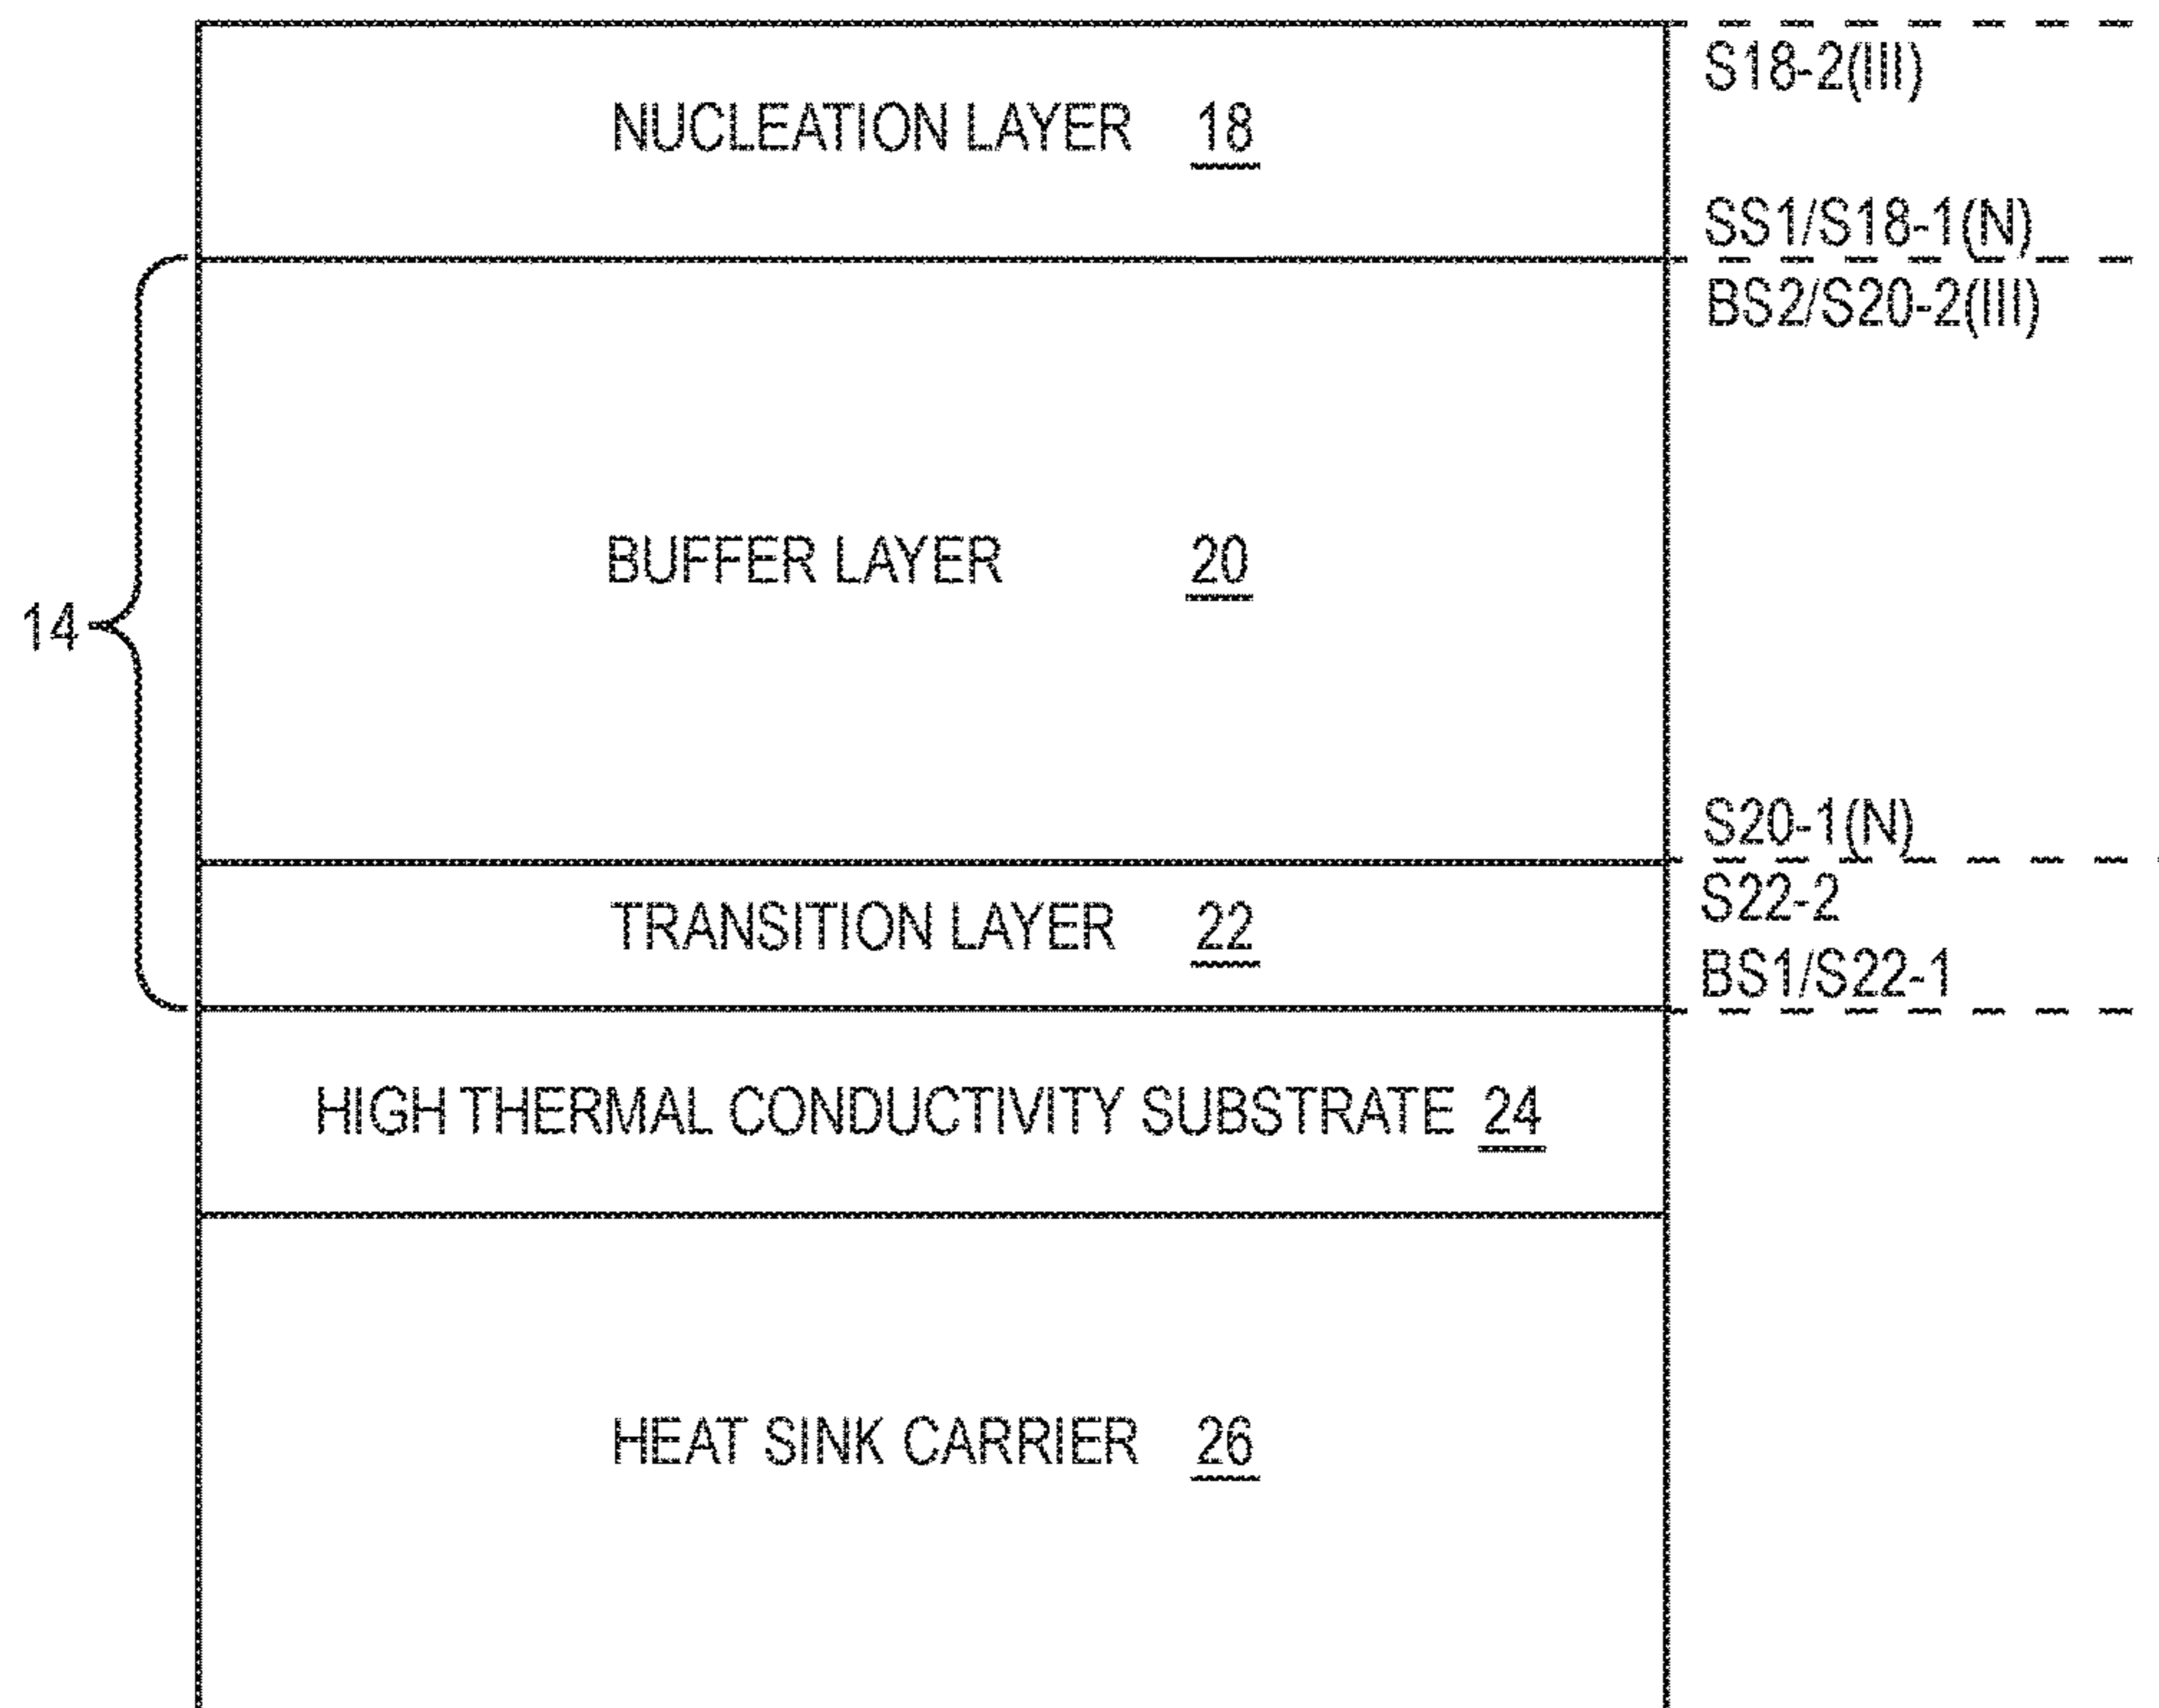 S18-2(III)
NUCLEATION LAYER 18
SS1/S18-1(N)
BS2/S20-2(III)
BUFFER LAYER 20
14
S20-1(N)
S22-2
TRANSITION LAYER 22
BS1/S22-1
HIGH THERMAL CONDUCTIVITY SUBSTRATE 24
HEAT SINK CARRIER 26